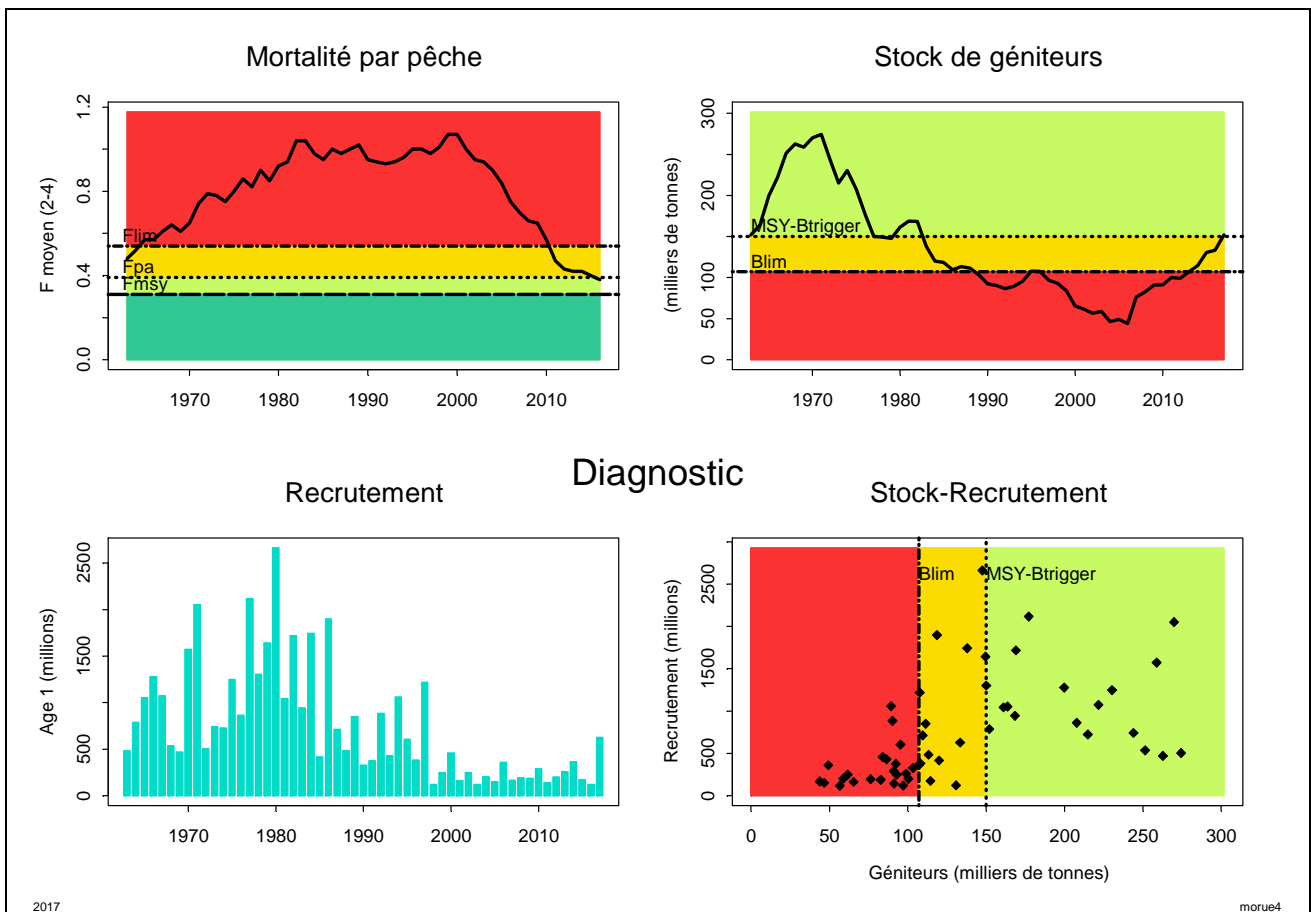 Mortalité par pêche
F moyen (2-4)
1.2
0.8
0.4
0.0
Flim
Fpa
Fmsy
1970 1980 1990 2000 2010
Stock de géniteurs
(milliers de tonnes)
300
200
100
50
0
MSY-Btrigger
Blim
1970 1980 1990 2000 2010
Diagnostic
Recrutement
Age 1 (millions)
2500
1500
500
0
1970 1980 1990 2000 2010
Stock-Recrutement
Recrutement (millions)
2500
1500
500
0
Blim
MSY-Btrigger
0 50 100 150 200 250 300
Géniteurs (milliers de tonnes)
2017
morue4